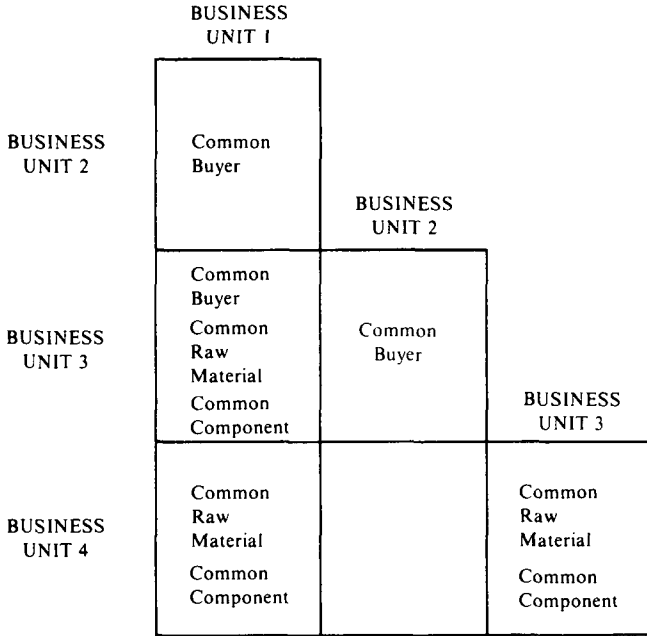 BUSINESS
UNIT 1
BUSINESS
UNIT 2
Common
Buyer
BUSINESS
UNIT 2
BUSINESS
UNIT 3
Common
Buyer
Common
Raw
Material
Common
Component
Common
Buyer
BUSINESS
UNIT 3
BUSINESS
UNIT 4
Common
Raw
Material
Common
Component
Common
Raw
Material
Common
Component